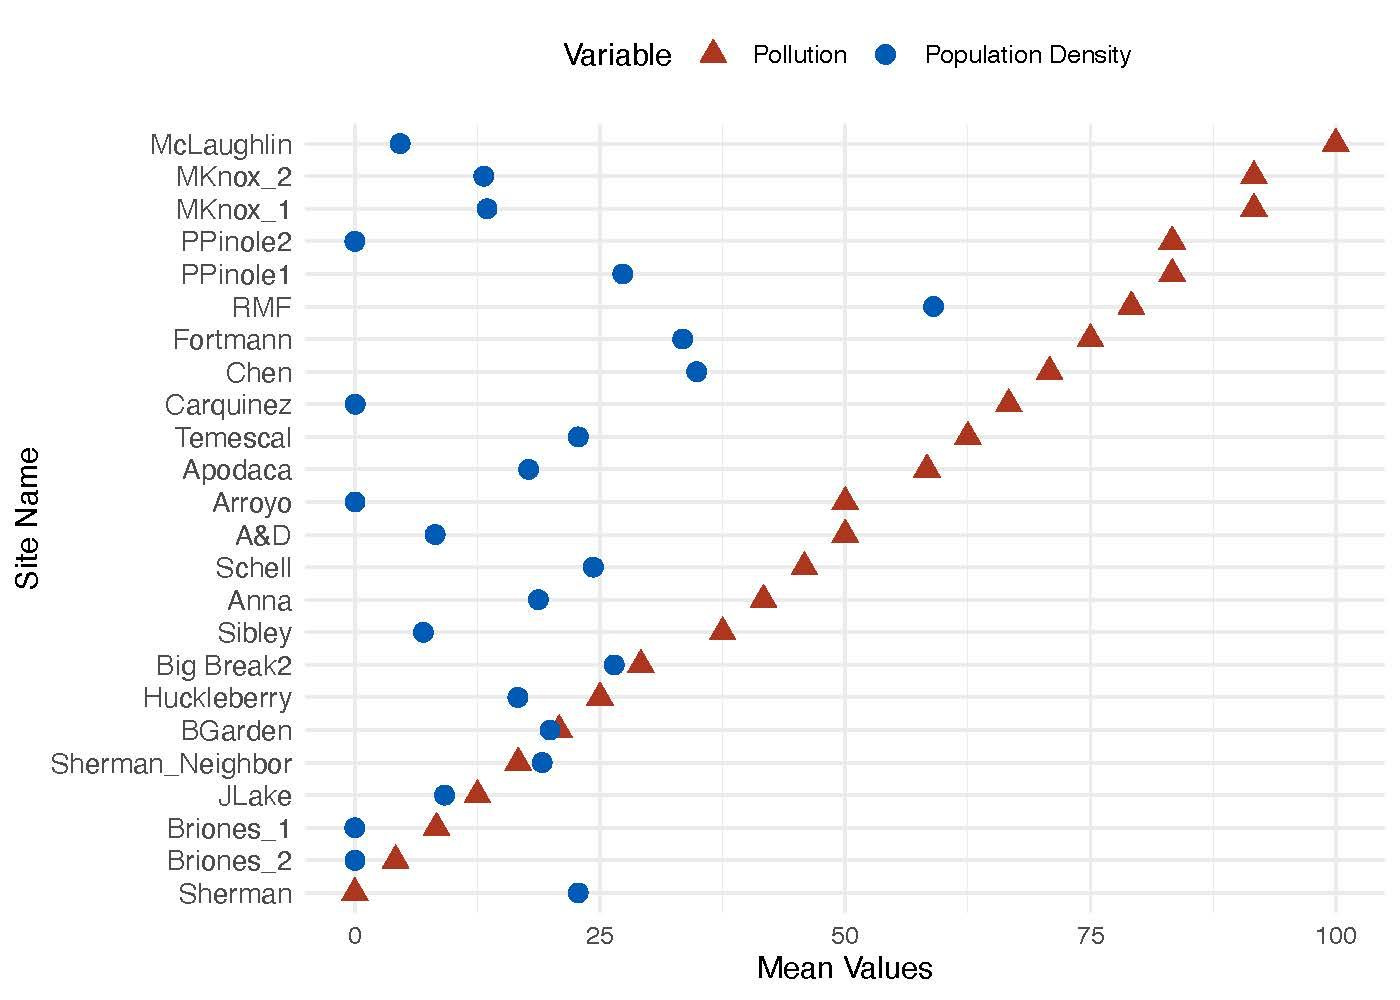 Variable Pollution Population Density
McLaughlin
MKnox_2
MKnox_1
PPinole2
PPinole1
RMF
Fortmann
Chen
Carquinez
Temescal
Apodaca
Arroyo
A&D
Schell
Anna
Sibley
Big Break2
Huckleberry
BGarden
Sherman_Neighbor
JLake
Briones_1
Briones_2
Sherman
Site Name
0 25 50 75 100
Mean Values